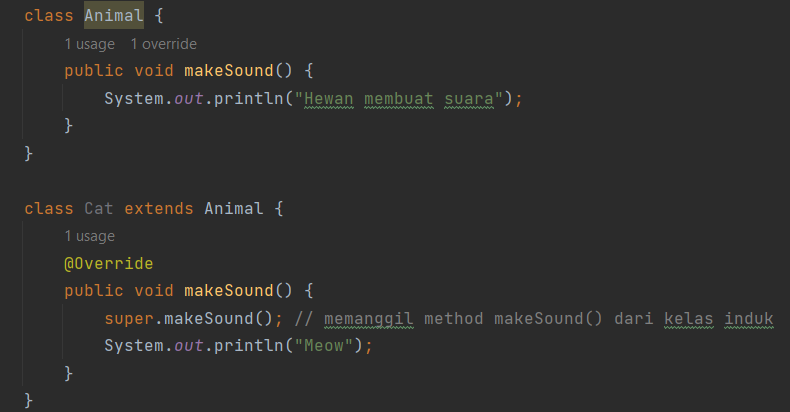 class Animal {
1 usage 1 override
public void makeSound() {
System.out.println("Hewan membuat suara");
}
}
class Cat extends Animal {
1 usage
@Override
public void makeSound() {
super.makeSound(); // memanggil method makeSound() dari kelas induk
System.out.println("Meow");
}
}